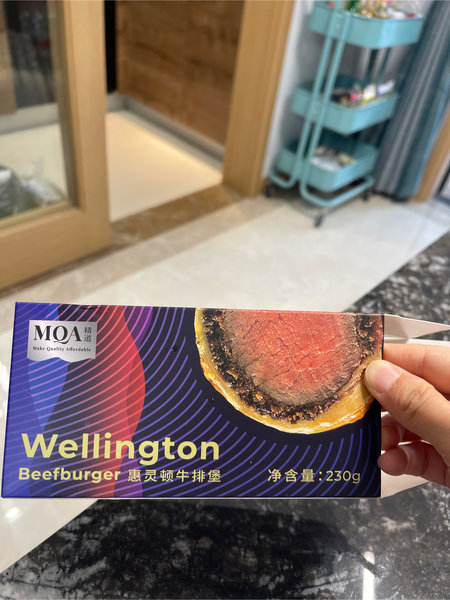 MQA 精道
Make Quality Affordable
Wellington
Beefburger 惠灵顿牛排堡 净含量：230g